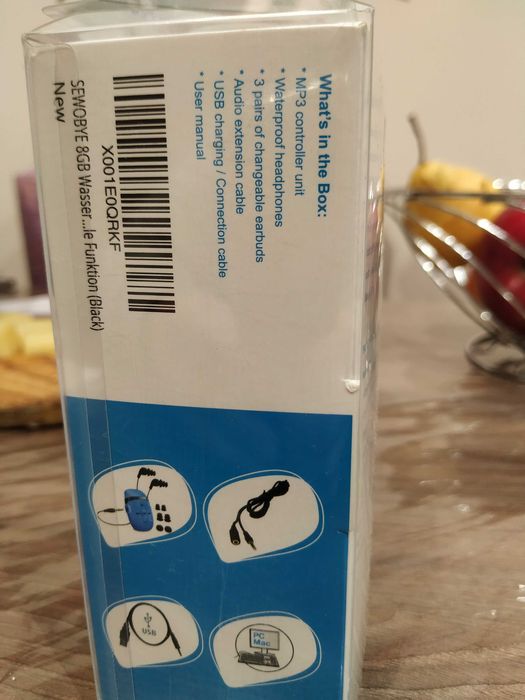 What's in the Box:
* MP3 controller unit
* Waterproof headphones
* 3 pairs of changeable earbuds
* Audio extension cable
* USB charging / Connection cable
* User manual
X001E0QRKF
SEWOBYE 8GB Wasser...le Funktion (Black)
New
USB
PC
Mac